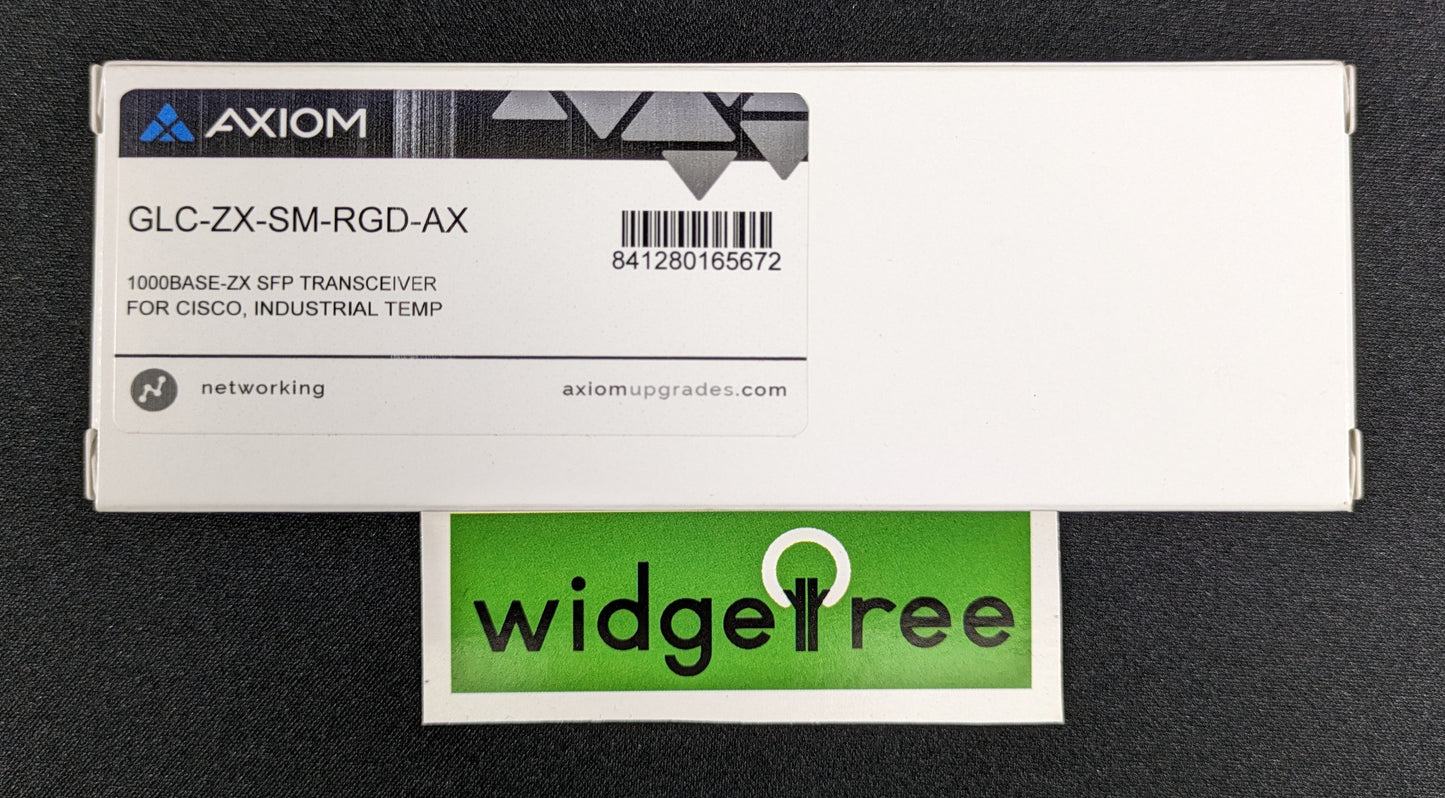 AXIOM
GLC-ZX-SM-RGD-AX
841280165672
1000BASE-ZX SFP TRANSCEIVER
FOR CISCO, INDUSTRIAL TEMP
networking
axiomupgrades.com
widgetree